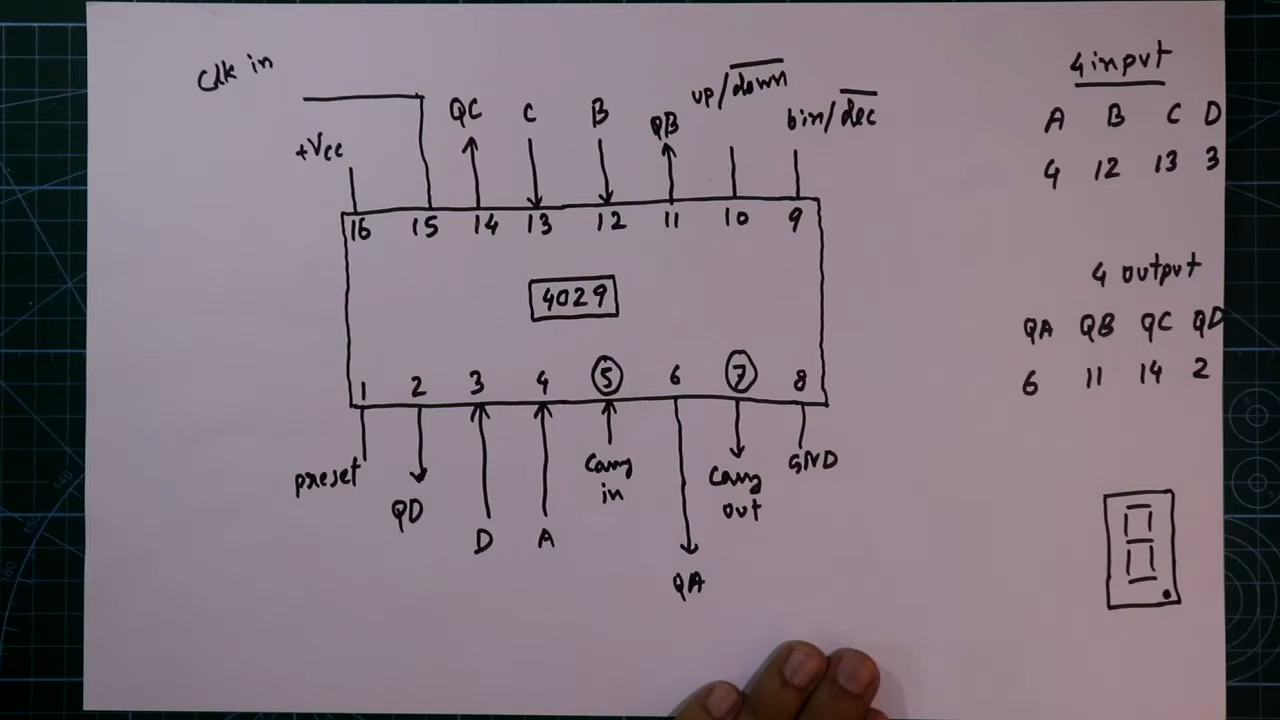 Clk in
+Vcc
QC
C
B
QB
up/down
bin/dec
16 15 14 13 12 11 10 9
4029
1 2 3 4 5 6 7 8
preset
QD
D
A
Carry
in
QA
Carry
out
GND
4 input
A B C D
4 12 13 3
4 output
QA QB QC QD
6 11 14 2